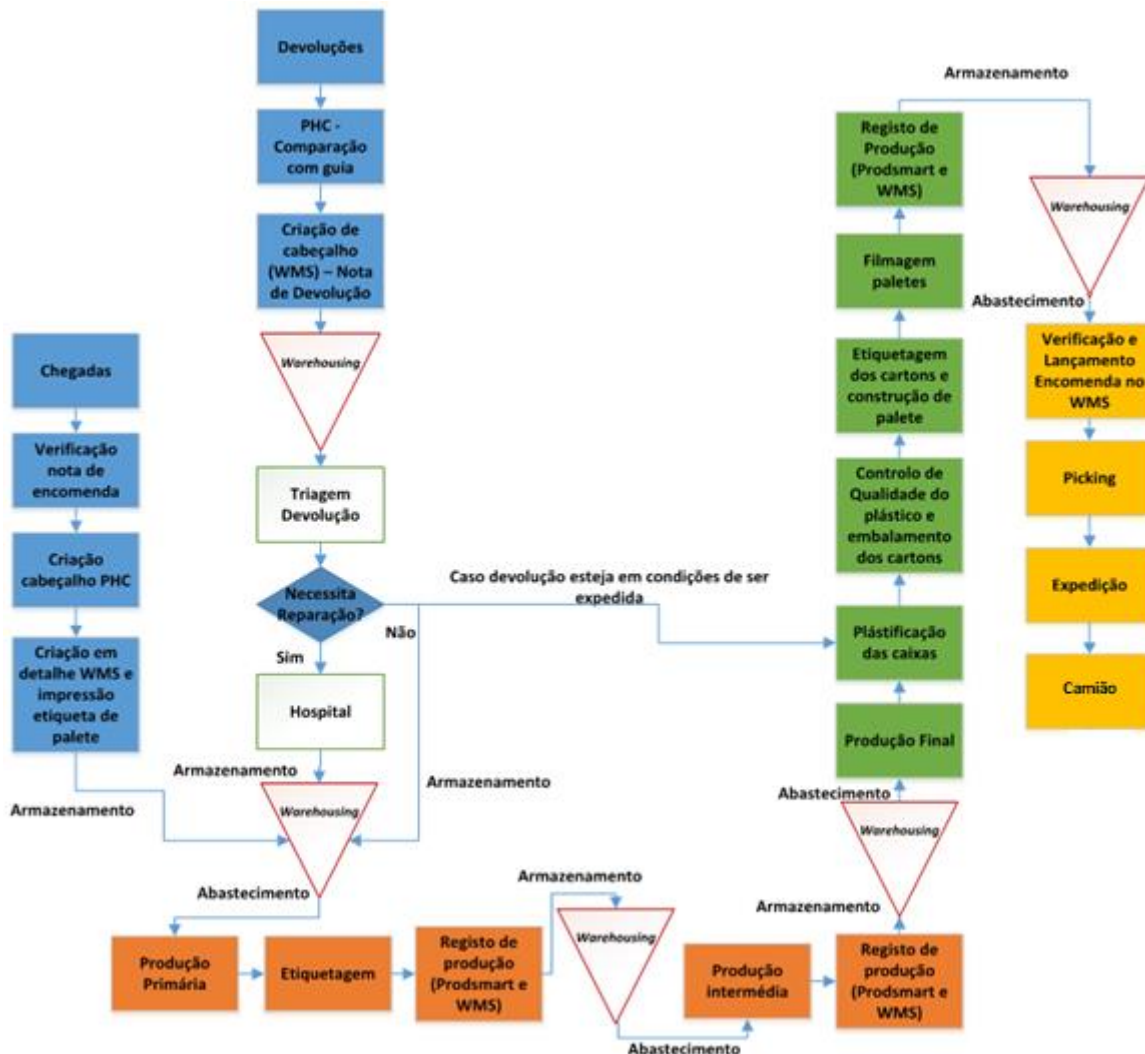 Devoluções
PHC -
Comparação
com guia
Criação de
cabeçalho
(WMS) – Nota
de Devolução
Warehousing
Triagem
Devolução
Necessita
Reparação?
Não
Sim
Caso devolução esteja em condições de ser
expedida
Hospital
Armazenamento
Armazenamento
Warehousing
Abastecimento
Chegadas
Verificação
nota de
encomenda
Criação
cabeçalho PHC
Criação em
detalhe WMS e
impressão
etiqueta de
palete
Armazenamento
Produção
Primária
Etiquetagem
Registo de
produção
(Prodsmart e
WMS)
Armazenamento
Warehousing
Abastecimento
Produção
intermédia
Registo de
produção
(Prodsmart e
WMS)
Armazenamento
Warehousing
Abastecimento
Produção Final
Plástificação
das caixas
Controlo de
Qualidade do
plástico e
embalamento
dos cartons
Etiquetagem
dos cartons e
construção de
palete
Filmagem
paletes
Registo de
Produção
(Prodsmart e
WMS)
Armazenamento
Warehousing
Abastecimento
Verificação e
Lançamento
Encomenda no
WMS
Picking
Expedição
Camião